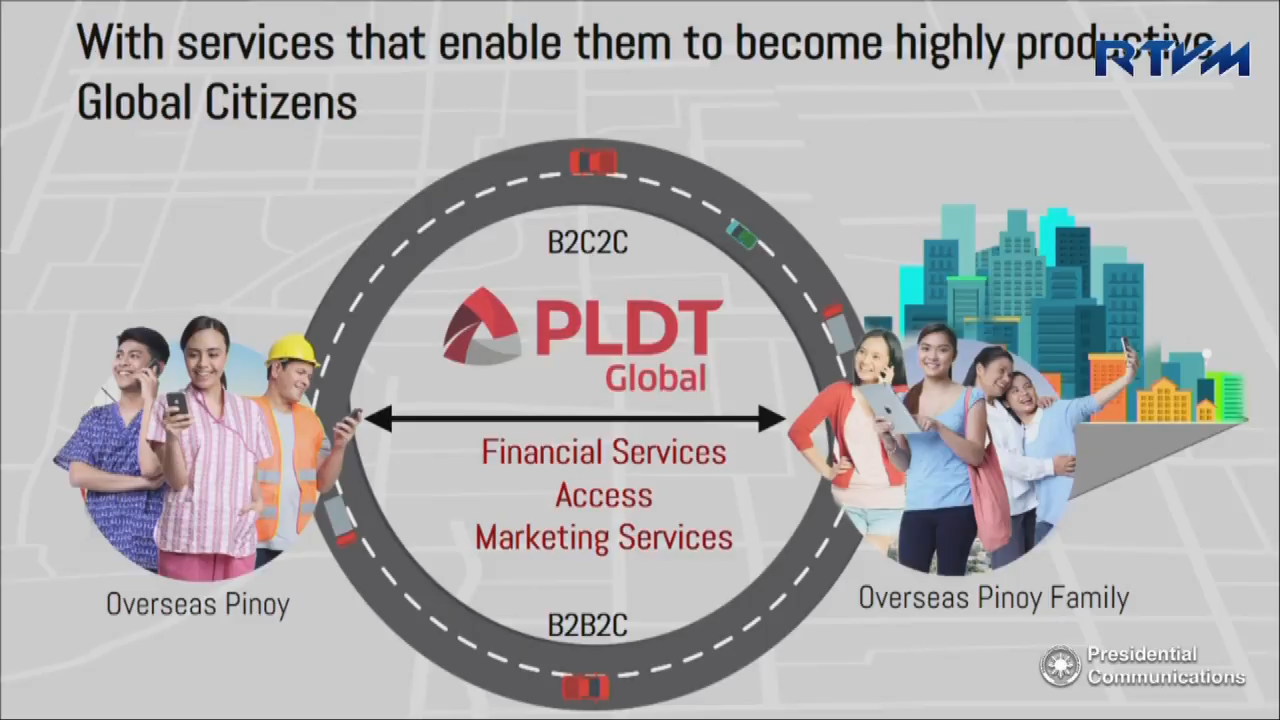 With services that enable them to become highly productive
Global Citizens
RTVM
B2C2C
PLDT
Global
Financial Services
Access
Marketing Services
Overseas Pinoy
Overseas Pinoy Family
B2B2C
Presidential
Communications